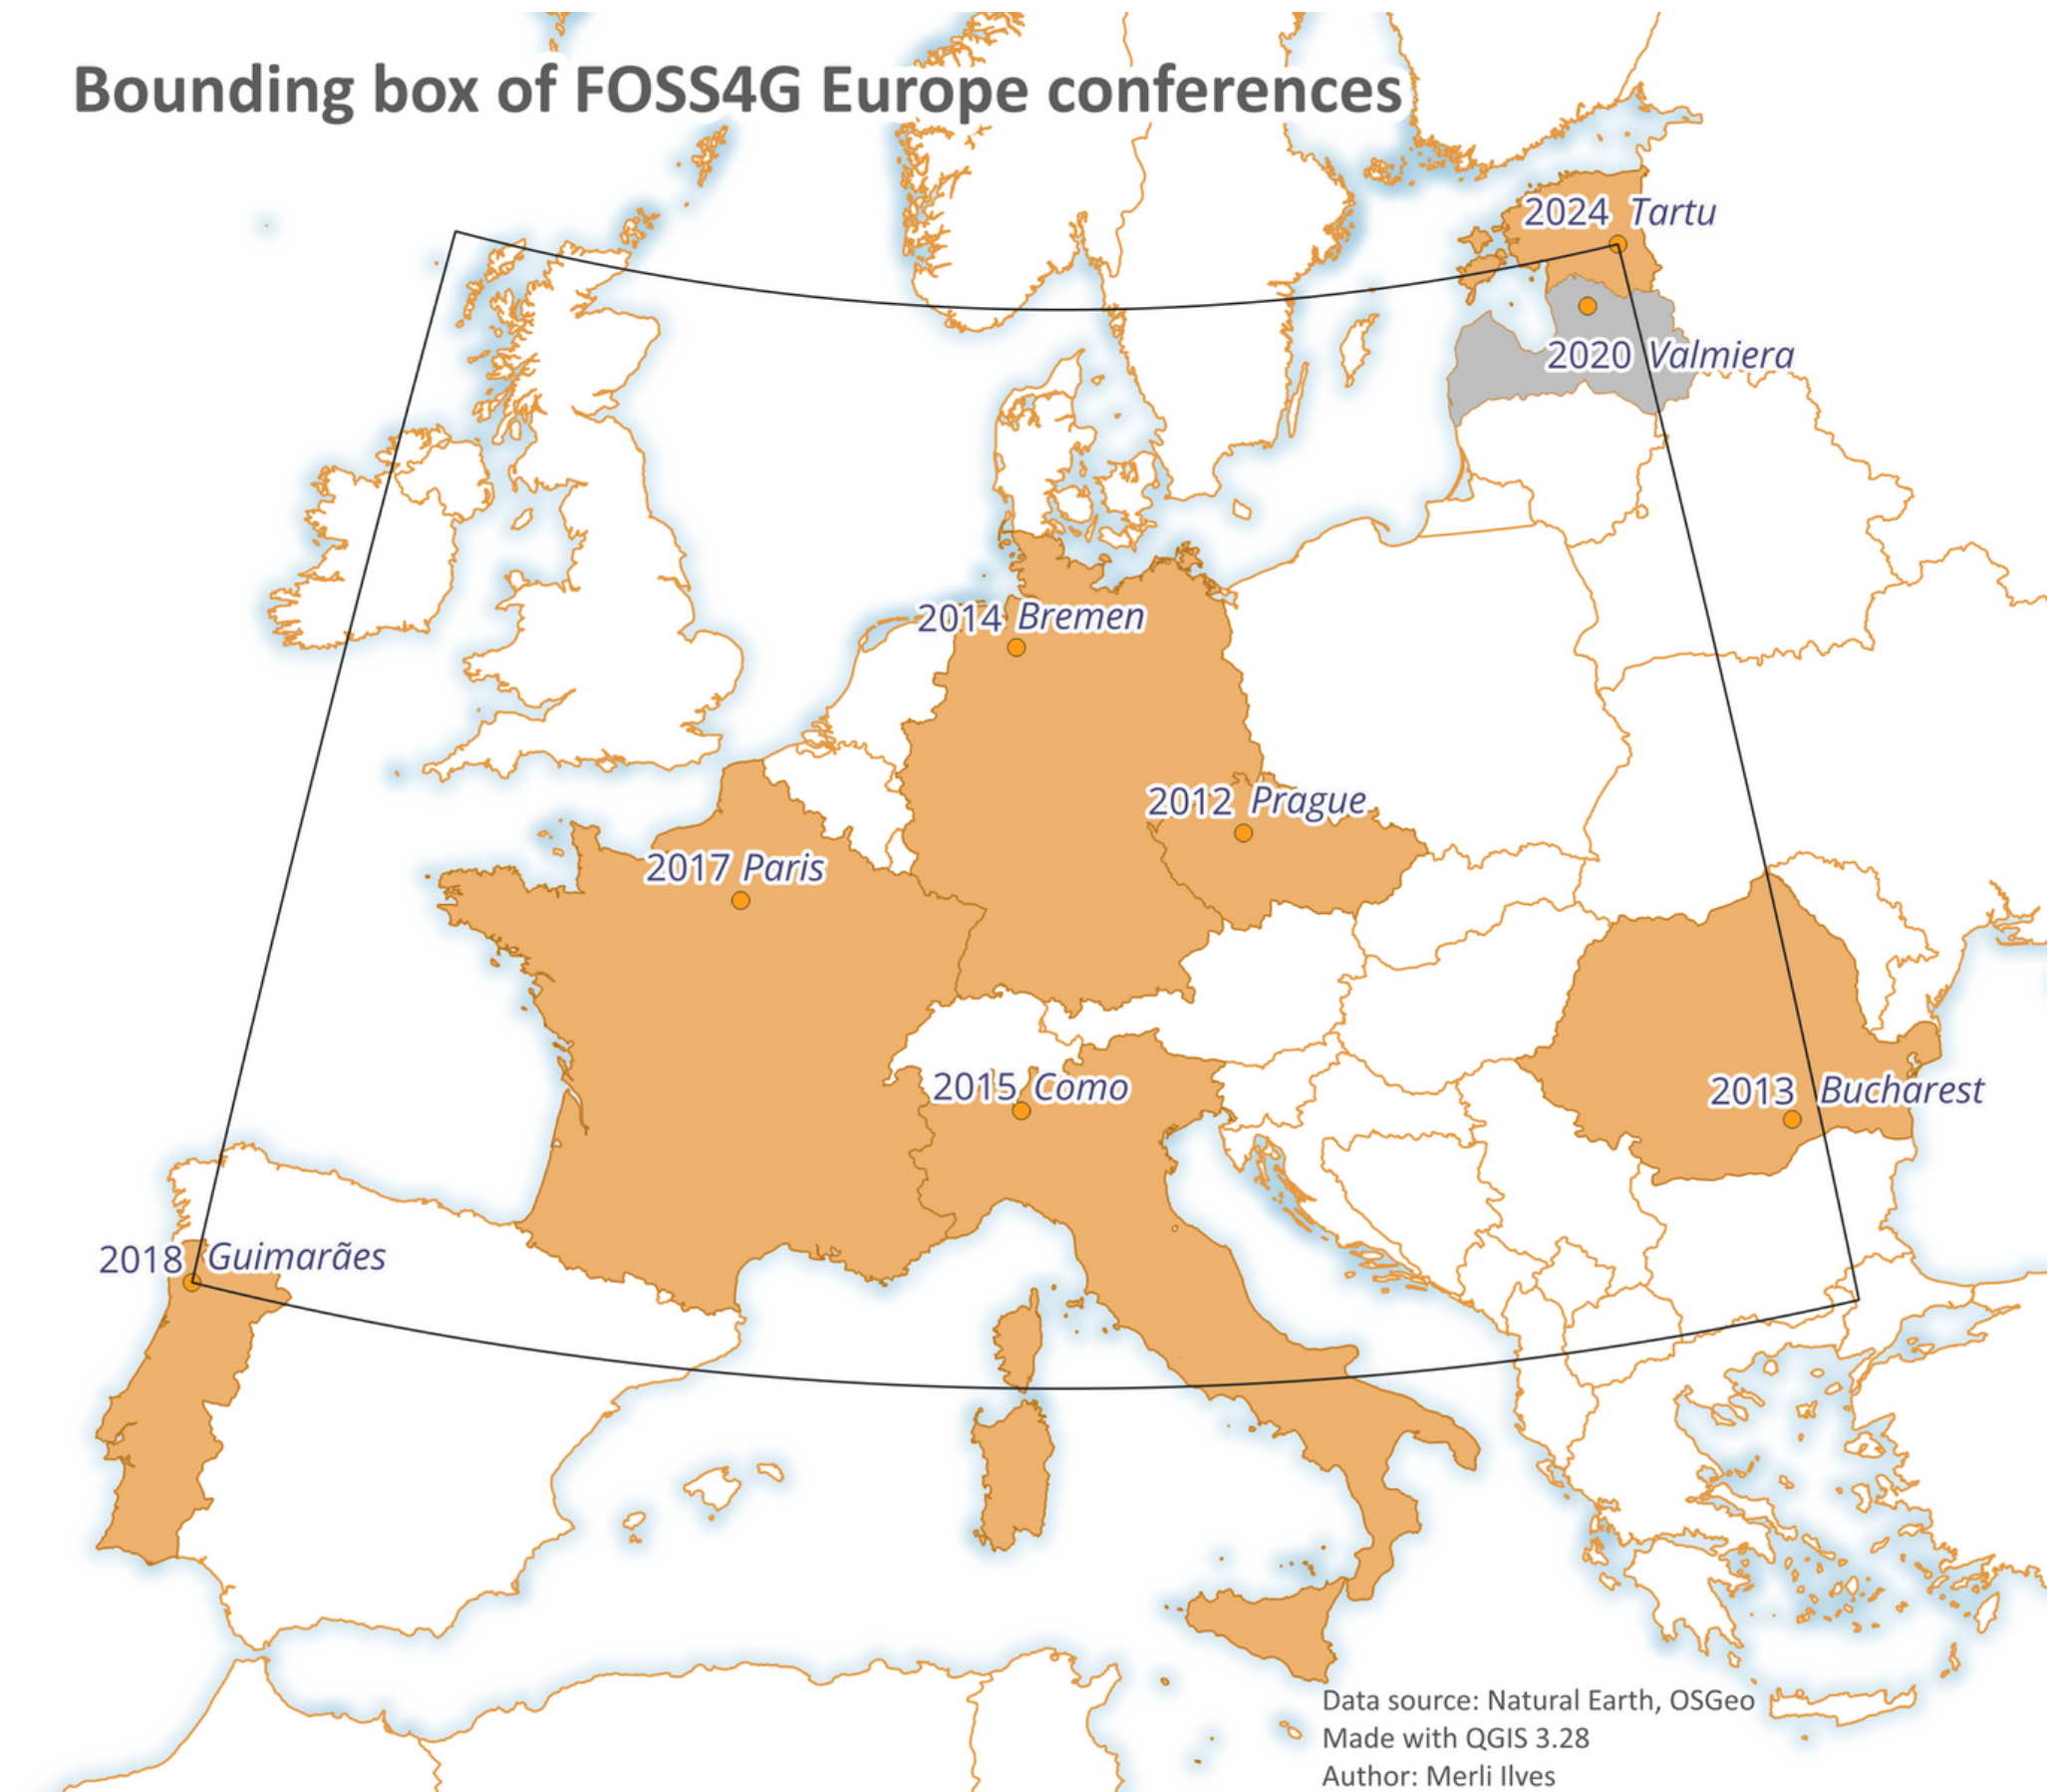 Bounding box of FOSS4G Europe conferences
2024 Tartu
2020 Valmiera
2014 Bremen
2012 Prague
2017 Paris
2015 Como
2013 Bucharest
2018 Guimarães
Data source: Natural Earth, OSGeo
Made with QGIS 3.28
Author: Merli Ilves